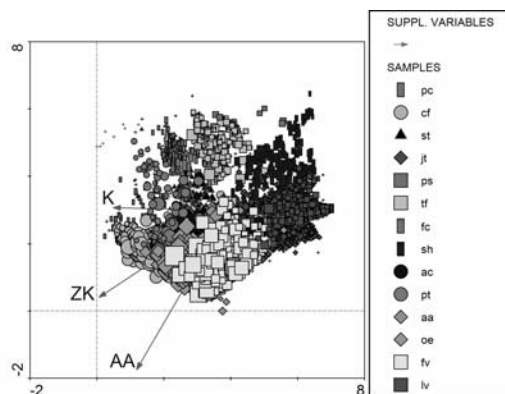 8
K
ZK
AA
-2
-2
8
SUPPL. VARIABLES
SAMPLES
pc
cf
st
jt
ps
tf
fc
sh
ac
pt
aa
oe
fv
lv